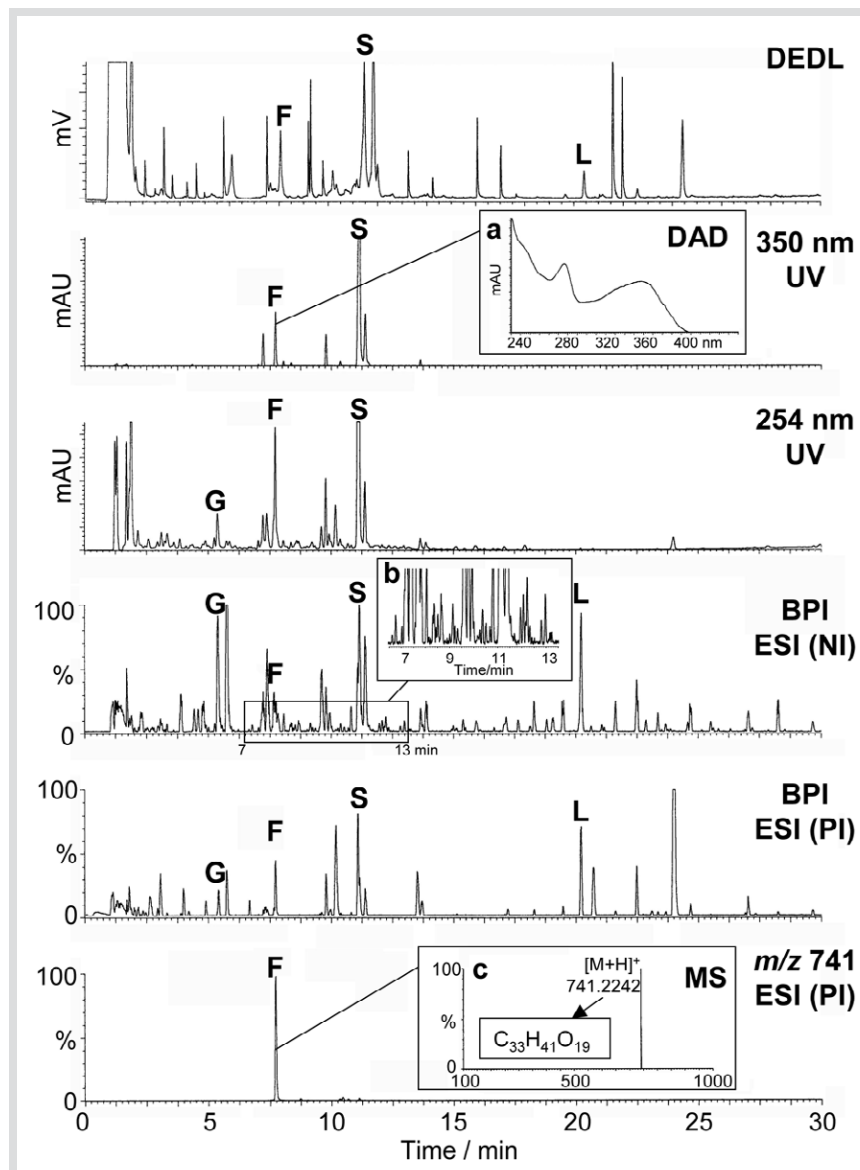 S
DEDL
F
mV
L
S
a
DAD
350 nm
UV
F
mAU
mAU
240 280 320 360 400 nm
F
S
254 nm
UV
mAU
G
b
7 9 11 13
Time/min
100
G
S
L
BPI
ESI (NI)
%
F
0
7
13 min
100
BPI
ESI (PI)
S
L
F
%
G
0
F
c
[M+H]+
741.2242
MS
m/z 741
ESI (PI)
100
100
%
C33H41O19
%
0
100 500 1000
0
0 5 10 15 20 25 30
Time / min